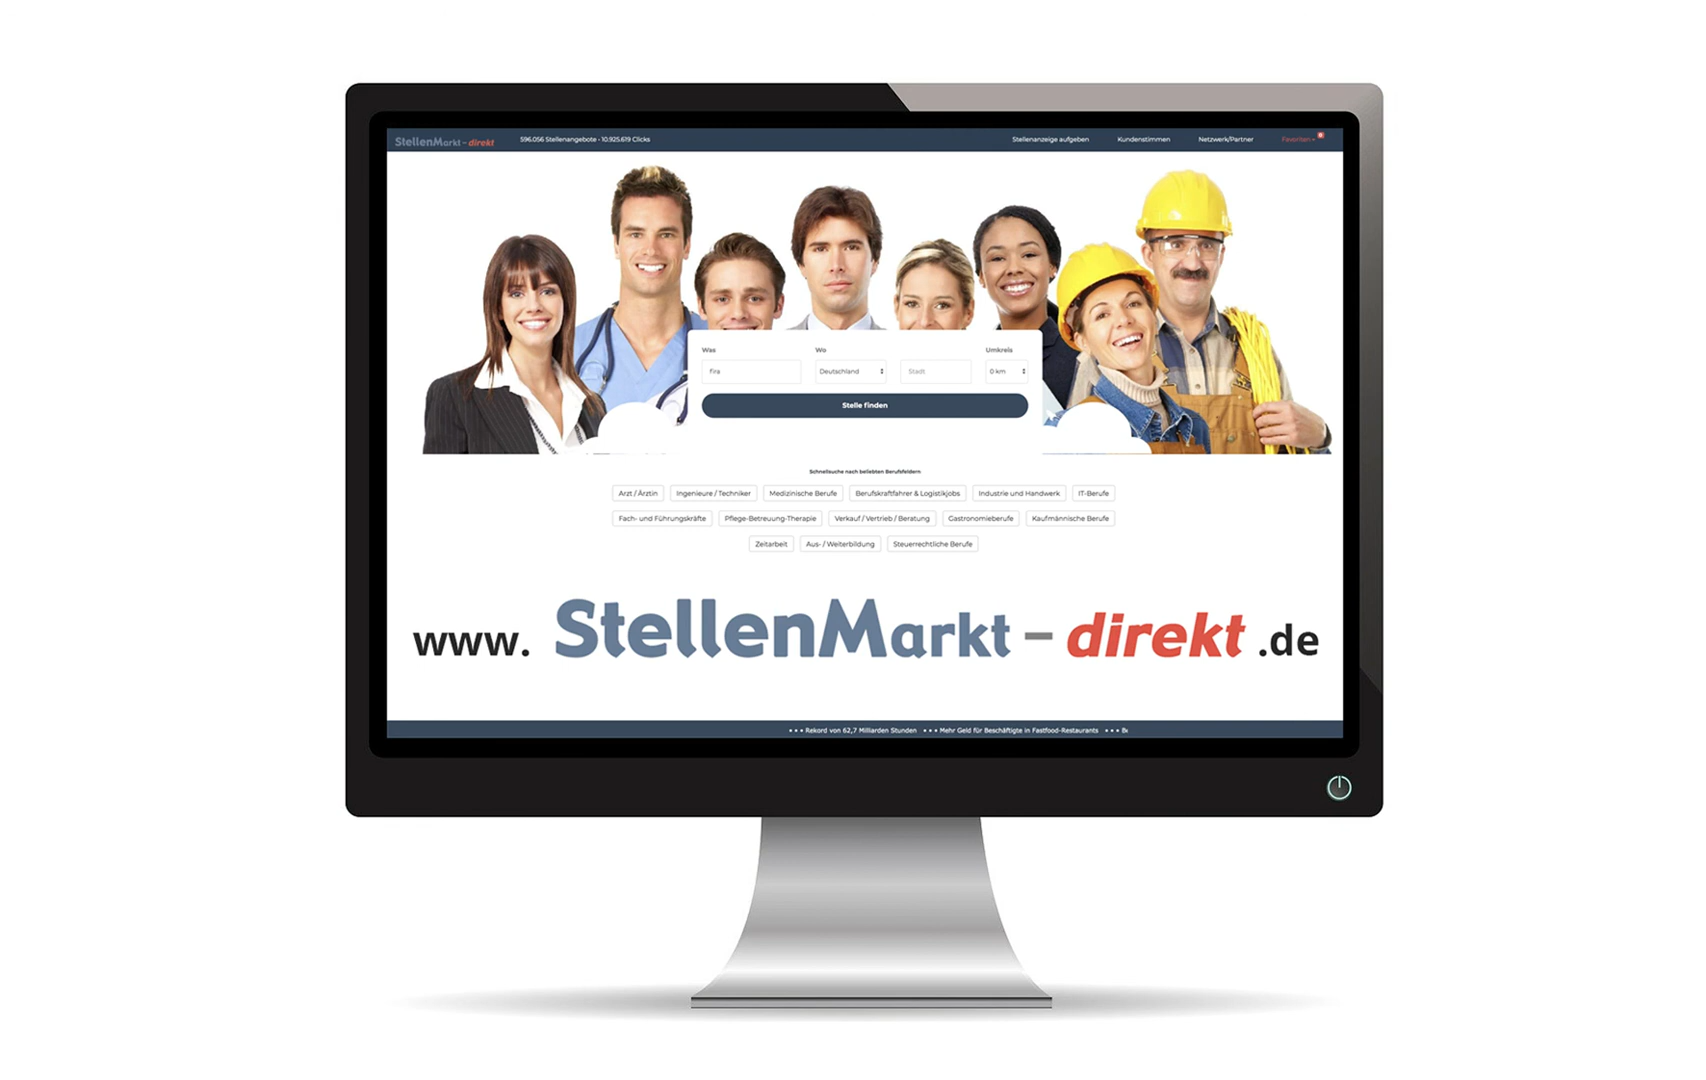 StellenMarkt - direkt 596.056 Stellenangebote • 10.925.619 Clicks Stellenanzeige aufgeben Kundenstimmen Netzwerk/Partner Favoriten
Was Wo Umkreis
fira Deutschland Stadt 0 km
Stelle finden
Schnellsuche nach beliebten Berufsfeldern
Arzt / Ärztin Ingenieure / Techniker Medizinische Berufe Berufskraftfahrer & Logistikjobs Industrie und Handwerk IT-Berufe
Fach- und Führungskräfte Pflege-Betreuung-Therapie Verkauf / Vertrieb / Beratung Gastronomieberufe Kaufmännische Berufe
Zeitarbeit Aus- / Weiterbildung Steuerrechtliche Berufe
www. StellenMarkt - direkt .de
• • • Rekord von 62,7 Milliarden Stunden • • • Mehr Geld für Beschäftigte in Fastfood-Restaurants • • •